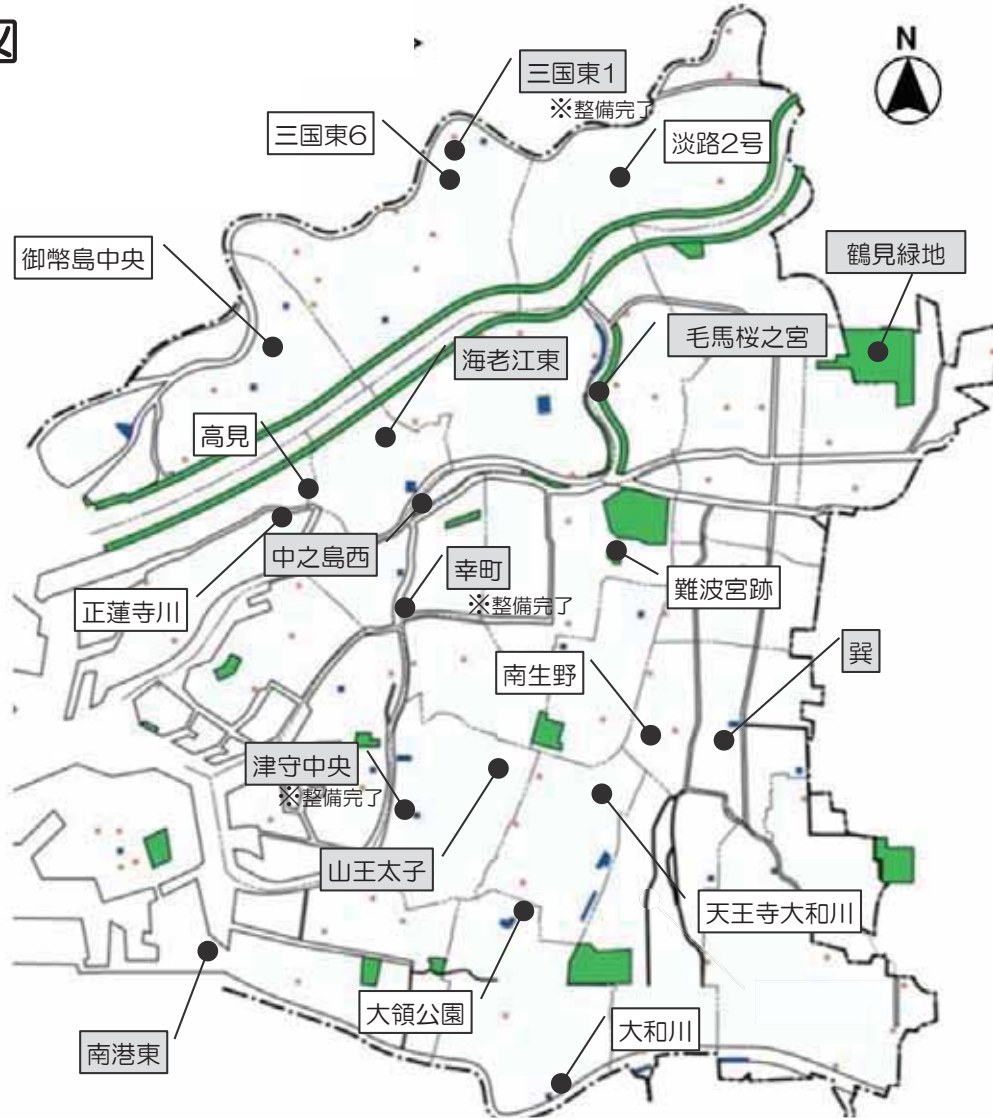 N
三国東1
※整備完了
三国東6
淡路2号
御幣島中央
鶴見緑地
毛馬桜之宮
海老江東
高見
中之島西
幸町
※整備完了
正蓮寺川
難波宮跡
巽
南生野
津守中央
※整備完了
山王太子
天王寺大和川
大領公園
大和川
南港東